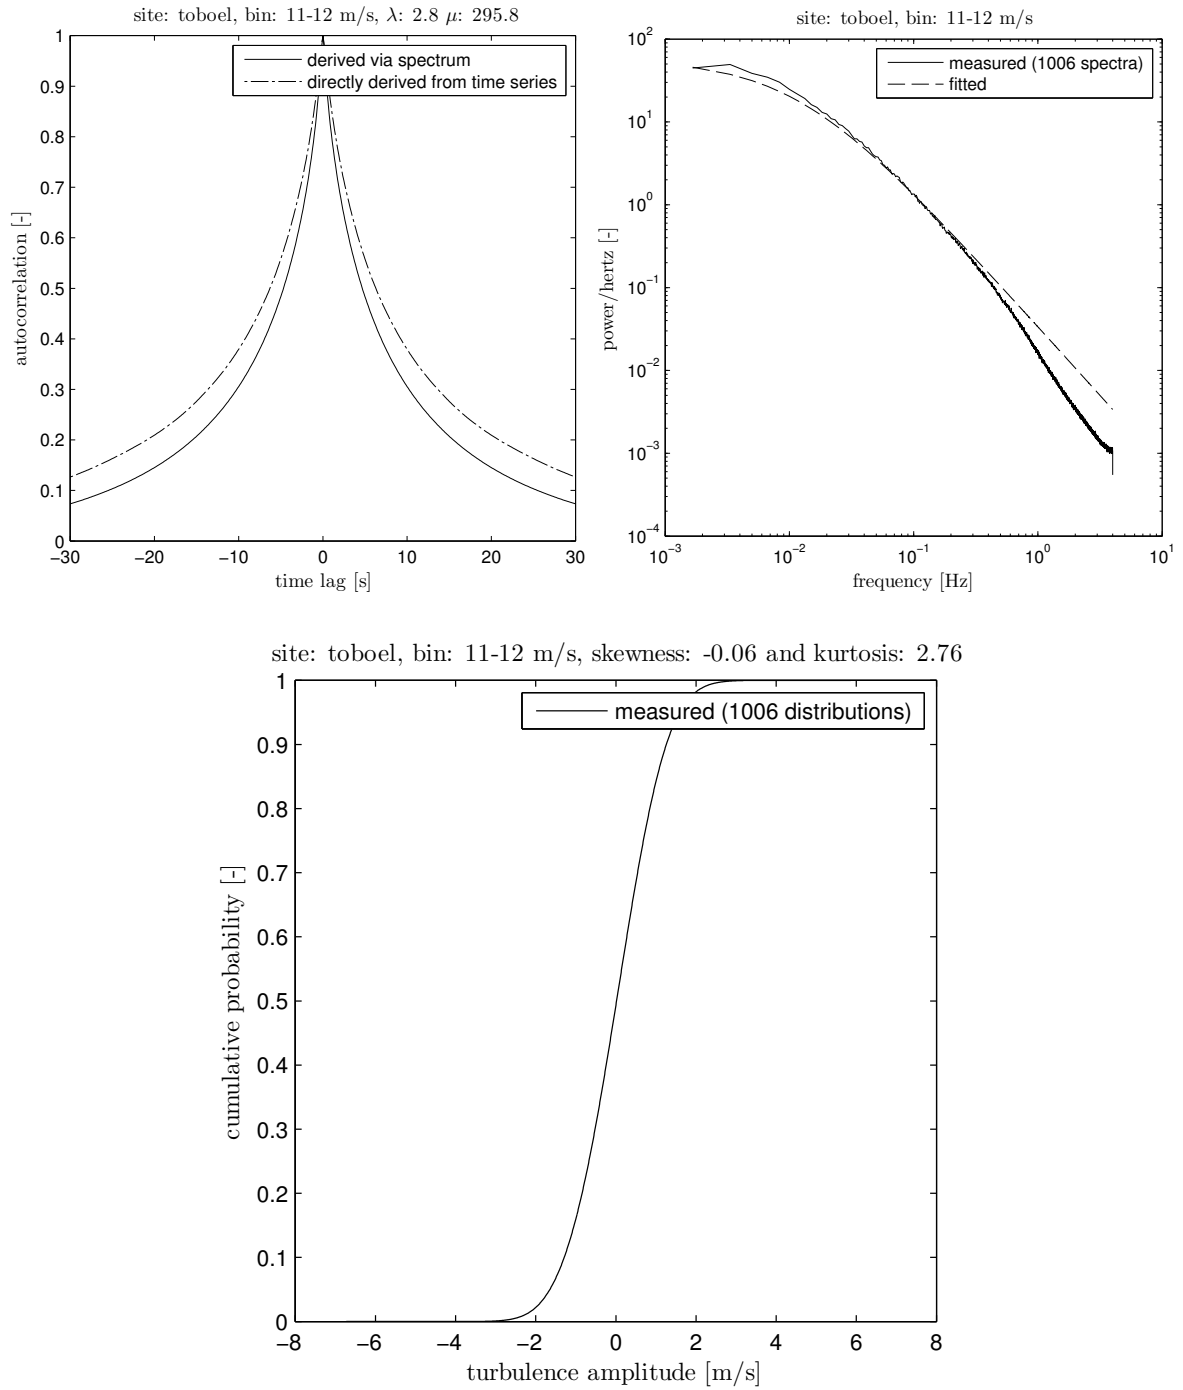 site: toboel, bin: 11-12 m/s, λ: 2.8 μ: 295.8
1
0.9
0.8
0.7
0.6
0.5
0.4
0.3
0.2
0.1
0
autocorrelation [-]
derived via spectrum
directly derived from time series
−30 −20 −10 0 10 20 30
time lag [s]
site: toboel, bin: 11-12 m/s
10^2
10^1
10^0
10^−1
10^−2
10^−3
10^−4
power/hertz [-]
measured (1006 spectra)
fitted
10^−3 10^−2 10^−1 10^0 10^1
frequency [Hz]
site: toboel, bin: 11-12 m/s, skewness: -0.06 and kurtosis: 2.76
1
0.9
0.8
0.7
0.6
0.5
0.4
0.3
0.2
0.1
0
cumulative probability [-]
measured (1006 distributions)
−8 −6 −4 −2 0 2 4 6 8
turbulence amplitude [m/s]